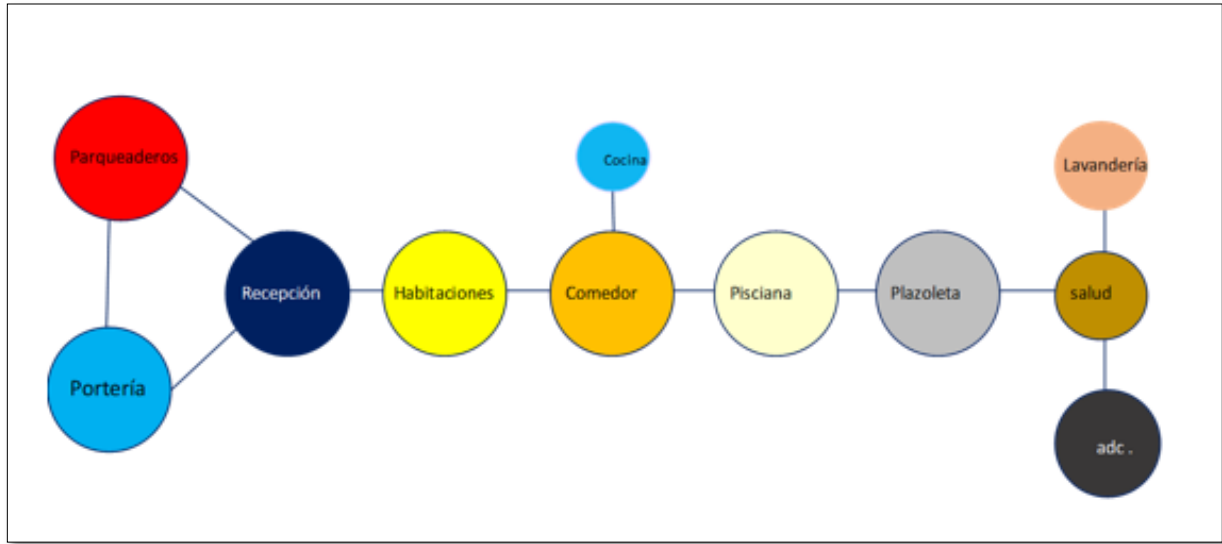 Parqueaderos
Cocina
Lavandería
Recepción
Habitaciones
Comedor
Pisciana
Plazoleta
salud
Portería
adc .